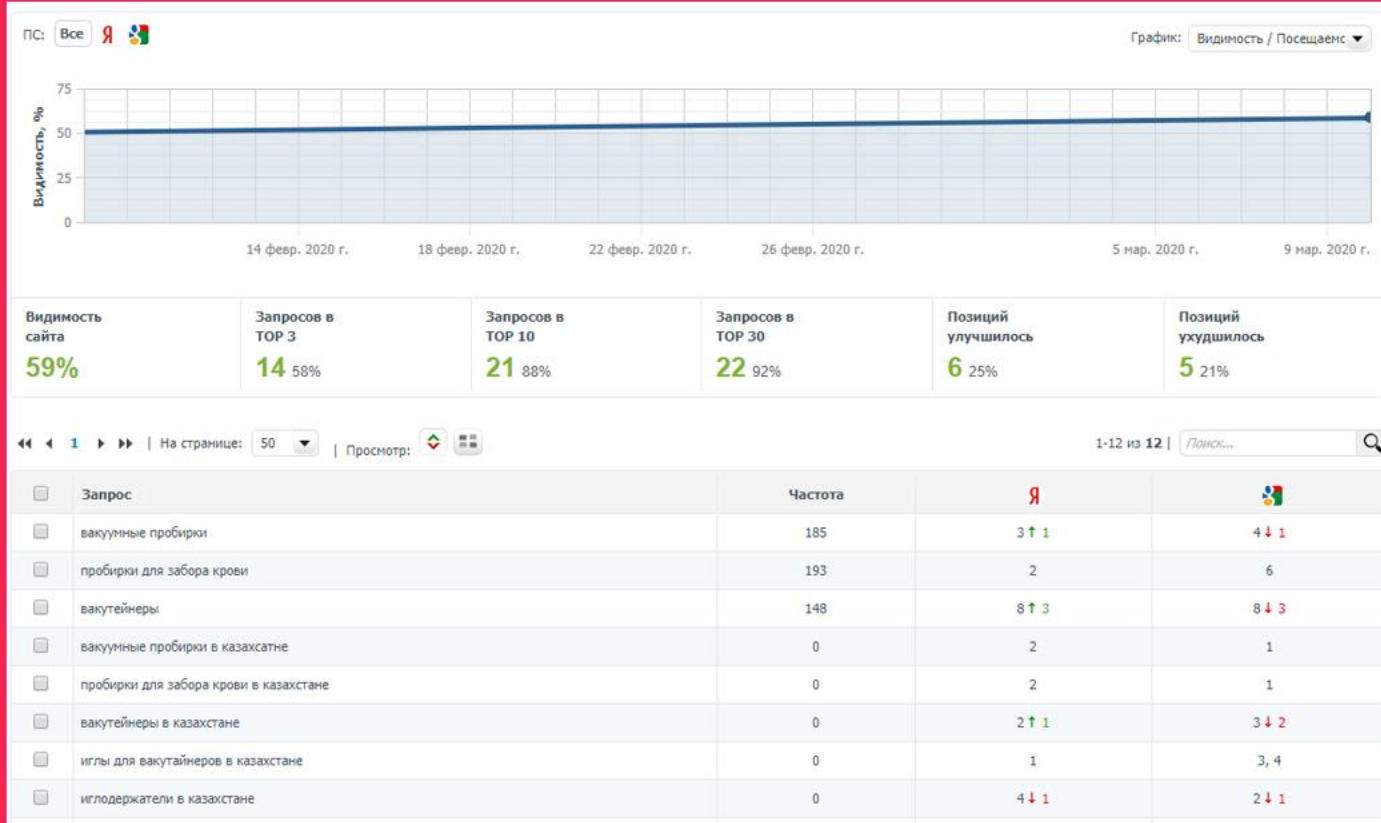 ПС: Все Я
График: Видимость / Посещаемс
Видимость, %
75
50
25
0
14 февр. 2020 г. 18 февр. 2020 г. 22 февр. 2020 г. 26 февр. 2020 г. 5 мар. 2020 г. 9 мар. 2020 г.
Видимость сайта
59%
Запросов в TOP 3
14 58%
Запросов в TOP 10
21 88%
Запросов в TOP 30
22 92%
Позиций улучшилось
6 25%
Позиций ухудшилось
5 21%
1 | На странице: 50 | Просмотр: 1-12 из 12 | Поиск...
Запрос Частота Я
вакуумные пробирки 185 3↑ 1 4↓ 1
пробирки для забора крови 193 2 6
вакутейнеры 148 8↑ 3 8↓ 3
вакуумные пробирки в казахсатне 0 2 1
пробирки для забора крови в казахстане 0 2 1
вакутейнеры в казахстане 0 2↑ 1 3↓ 2
иглы для вакутайнеров в казахстане 0 1 3, 4
иглодержатели в казахстане 0 4↓ 1 2↓ 1